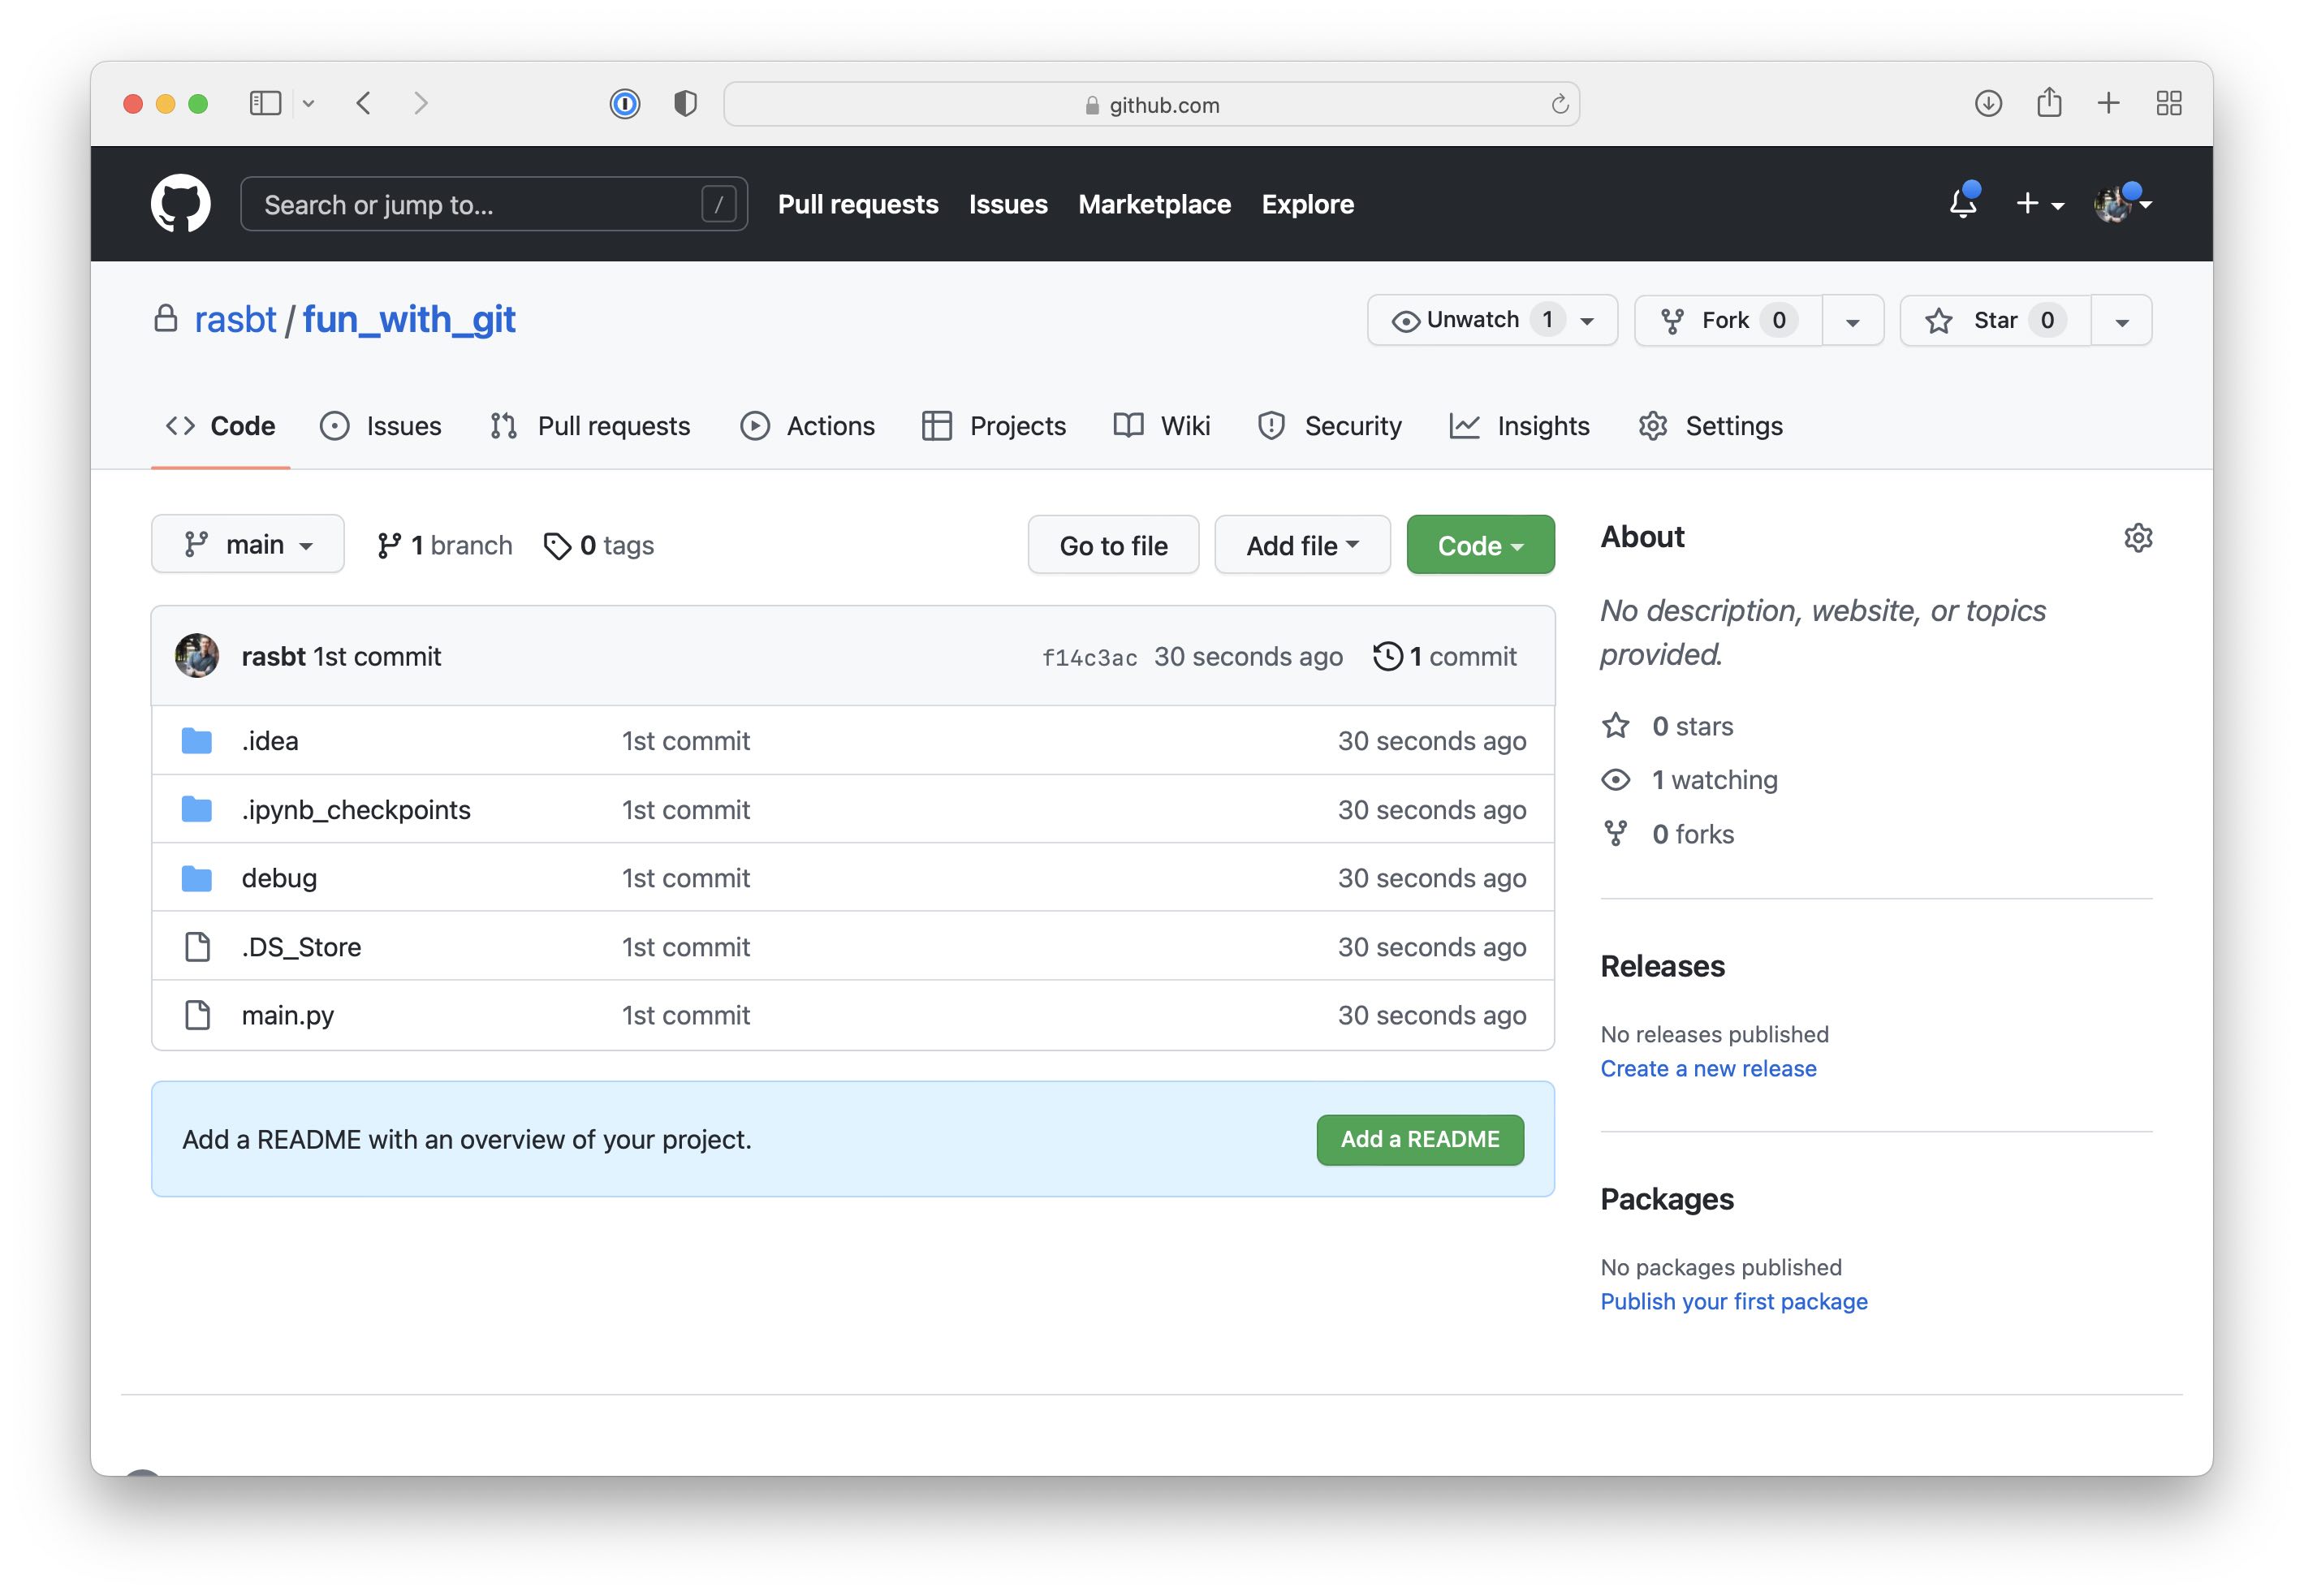 github.com
Search or jump to... /
Pull requests Issues Marketplace Explore
rasbt / fun_with_git
Unwatch 1 Fork 0 Star 0
Code Issues Pull requests Actions Projects Wiki Security Insights Settings
main 1 branch 0 tags Go to file Add file Code
rasbt 1st commit f14c3ac 30 seconds ago 1 commit
.idea 1st commit 30 seconds ago
.ipynb_checkpoints 1st commit 30 seconds ago
debug 1st commit 30 seconds ago
.DS_Store 1st commit 30 seconds ago
main.py 1st commit 30 seconds ago
Add a README with an overview of your project. Add a README
About
No description, website, or topics
provided.
0 stars
1 watching
0 forks
Releases
No releases published
Create a new release
Packages
No packages published
Publish your first package